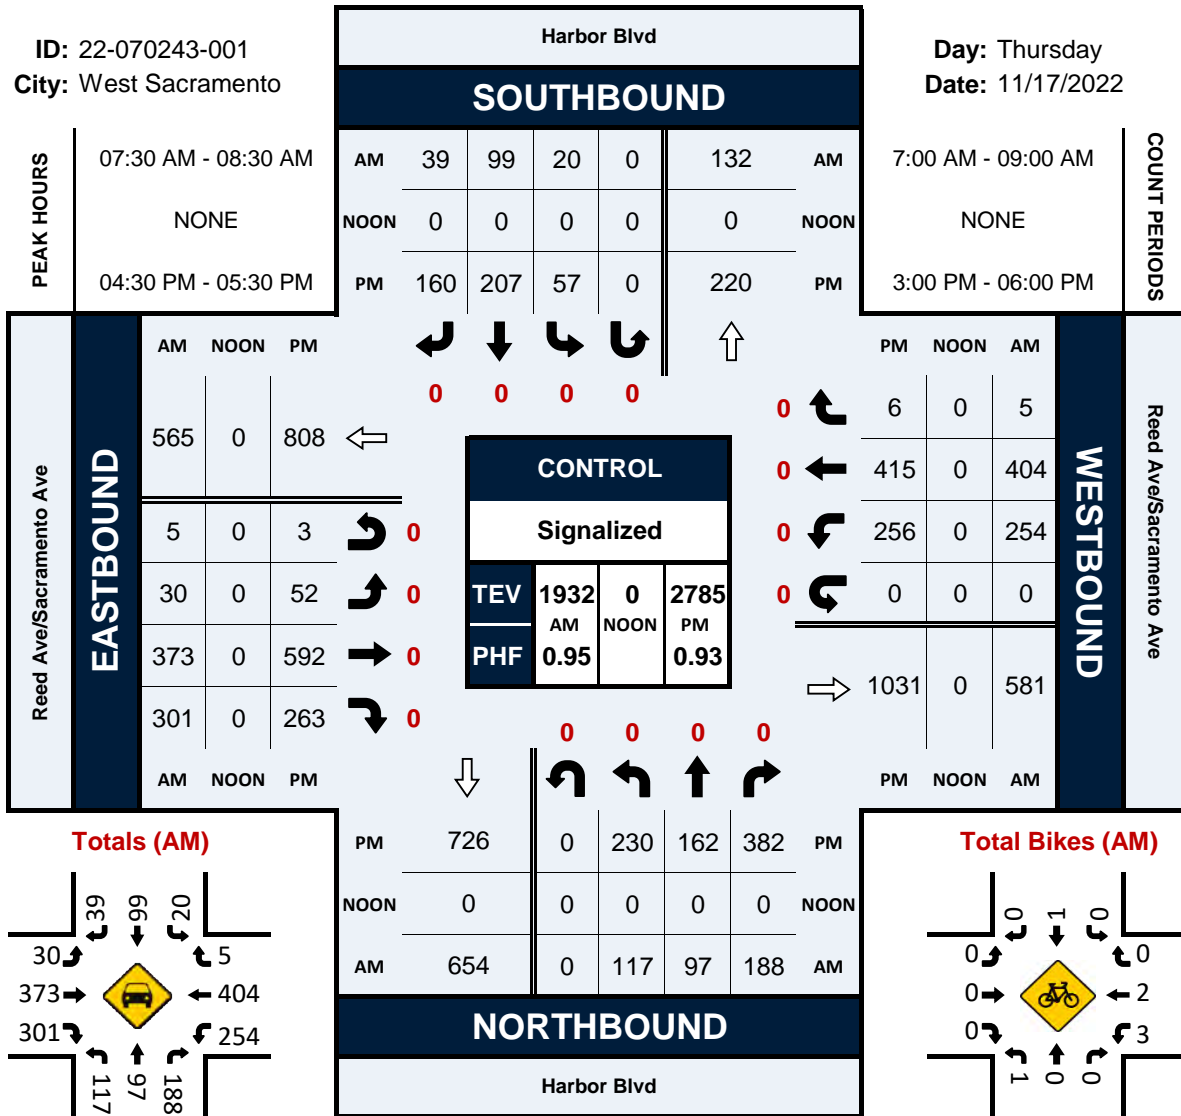 Harbor Blvd
ID: 22-070243-001
City: West Sacramento
Day: Thursday
Date: 11/17/2022
SOUTHBOUND
PEAK HOURS
07:30 AM - 08:30 AM
NONE
04:30 PM - 05:30 PM
AM 39 99 20 0 132 AM
NOON 0 0 0 0 0 NOON
PM 160 207 57 0 220 PM
7:00 AM - 09:00 AM
NONE
3:00 PM - 06:00 PM
COUNT PERIODS
0 0 0 0
Reed Ave/Sacramento Ave
EASTBOUND
AM NOON PM
565 0 808
5 0 3 0
30 0 52 0
373 0 592 0
301 0 263 0
AM NOON PM
CONTROL
Signalized
TEV 1932 0 2785
AM NOON PM
PHF 0.95 0.93
PM NOON AM
0 6 0 5
0 415 0 404
0 256 0 254
0 0 0 0
1031 0 581
PM NOON AM
WESTBOUND
Reed Ave/Sacramento Ave
0 0 0 0
PM 726 0 230 162 382 PM
NOON 0 0 0 0 0 NOON
AM 654 0 117 97 188 AM
NORTHBOUND
Harbor Blvd
Totals (AM)
39 99 20
30 5
373 404
301 254
117 97 188
Total Bikes (AM)
0 1 0
0 0
0 2
0 3
1 0 0